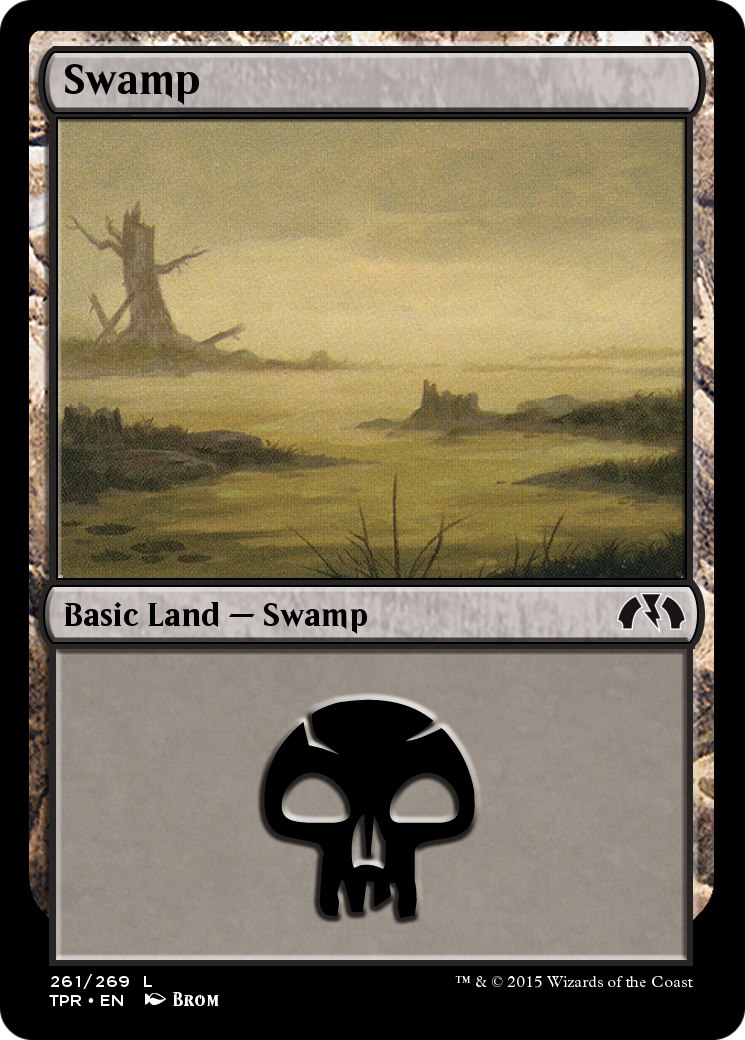 Swamp
Basic Land — Swamp
261/269 L
™ & © 2015 Wizards of the Coast
TPR • EN Brom